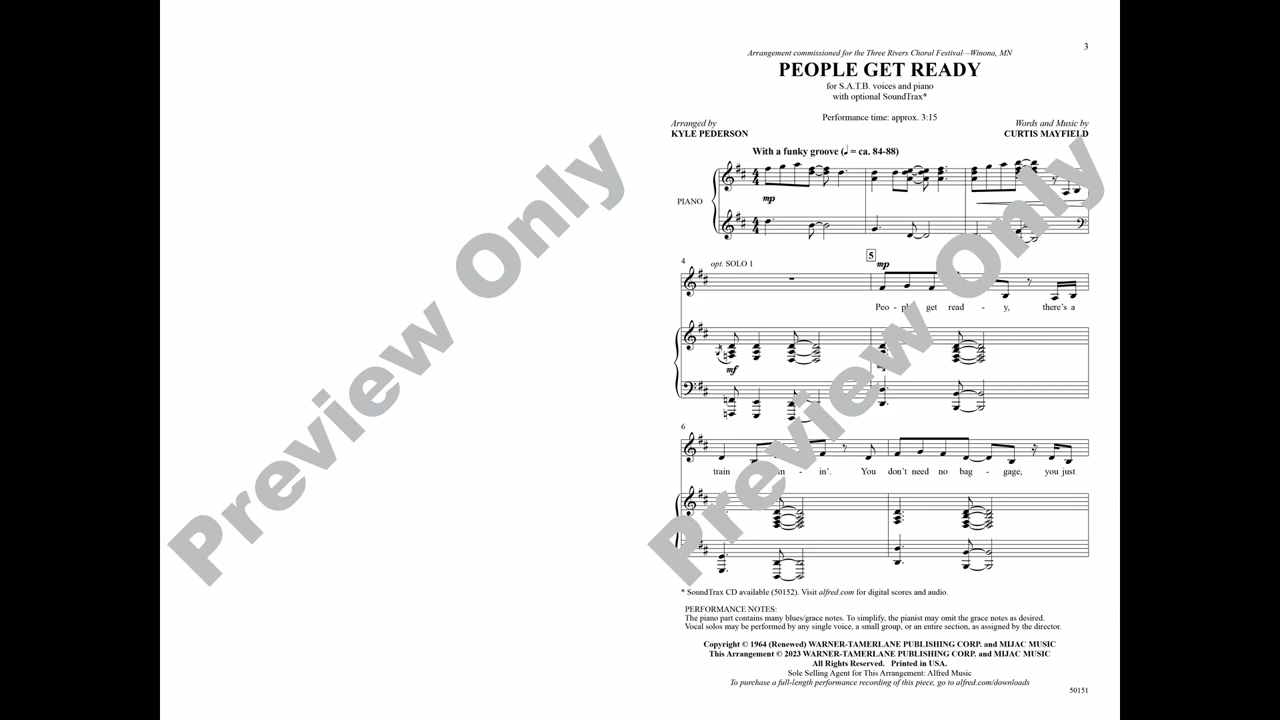 Preview Only
3
Arrangement commissioned for the Three Rivers Choral Festival—Winona, MN
PEOPLE GET READY
for S.A.T.B. voices and piano
with optional SoundTrax*
Performance time: approx. 3:15
Arranged by
KYLE PEDERSON
Words and Music by
CURTIS MAYFIELD
With a funky groove (♩ = ca. 84-88)
PIANO
mp
4
opt. SOLO 1
5
mp
Peo - ple get read - y, there's a
mf
6
train in'. You don't need no bag - gage, you just
Preview Only
* SoundTrax CD available (50152). Visit alfred.com for digital scores and audio.
PERFORMANCE NOTES:
The piano part contains many blues/grace notes. To simplify, the pianist may omit the grace notes as desired.
Vocal solos may be performed by any single voice, a small group, or an entire section, as assigned by the director.
Copyright © 1964 (Renewed) WARNER-TAMERLANE PUBLISHING CORP. and MIJAC MUSIC
This Arrangement © 2023 WARNER-TAMERLANE PUBLISHING CORP. and MIJAC MUSIC
All Rights Reserved. Printed in USA.
Sole Selling Agent for This Arrangement: Alfred Music
To purchase a full-length performance recording of this piece, go to alfred.com/downloads
50151